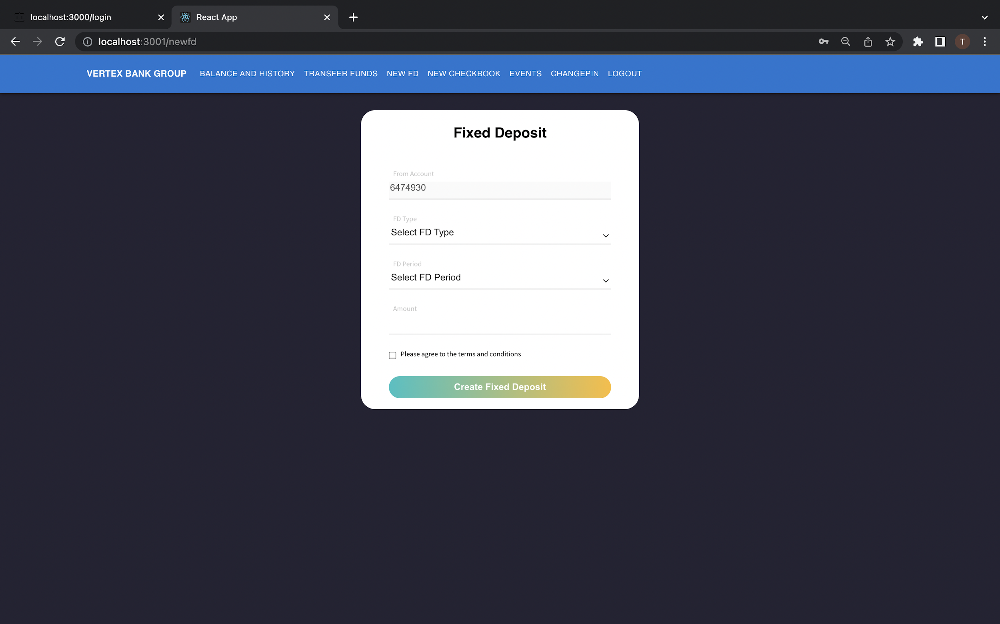 localhost:3000/login
React App
localhost:3001/newfd
T
VERTEX BANK GROUP BALANCE AND HISTORY TRANSFER FUNDS NEW FD NEW CHECKBOOK EVENTS CHANGEPIN LOGOUT
Fixed Deposit
From Account
6474930
FD Type
Select FD Type
FD Period
Select FD Period
Amount
Please agree to the terms and conditions
Create Fixed Deposit